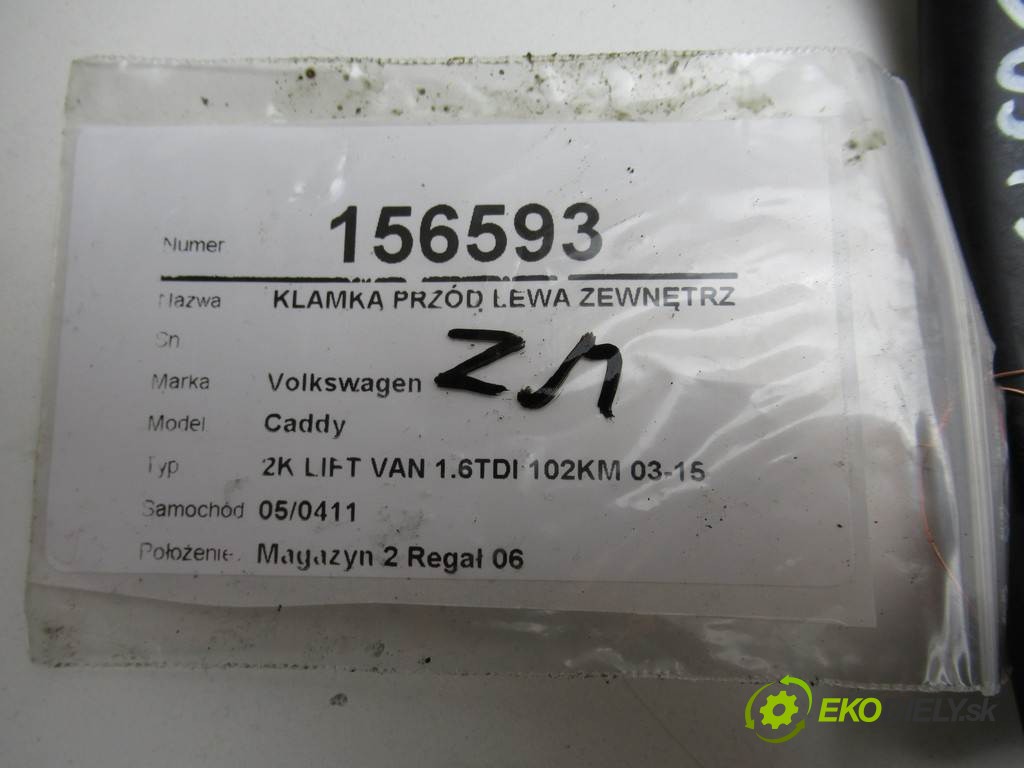 Numer 156593
Nazwa KLAMKA PRZÓD LEWA ZEWNĘTRZ
Sn
ZN
Marka Volkswagen
Model Caddy
Typ 2K LIFT VAN 1.6TDI 102KM 03-15
Samochód 05/0411
Położenie Magazyn 2 Regał 06
EKODIELY.sk